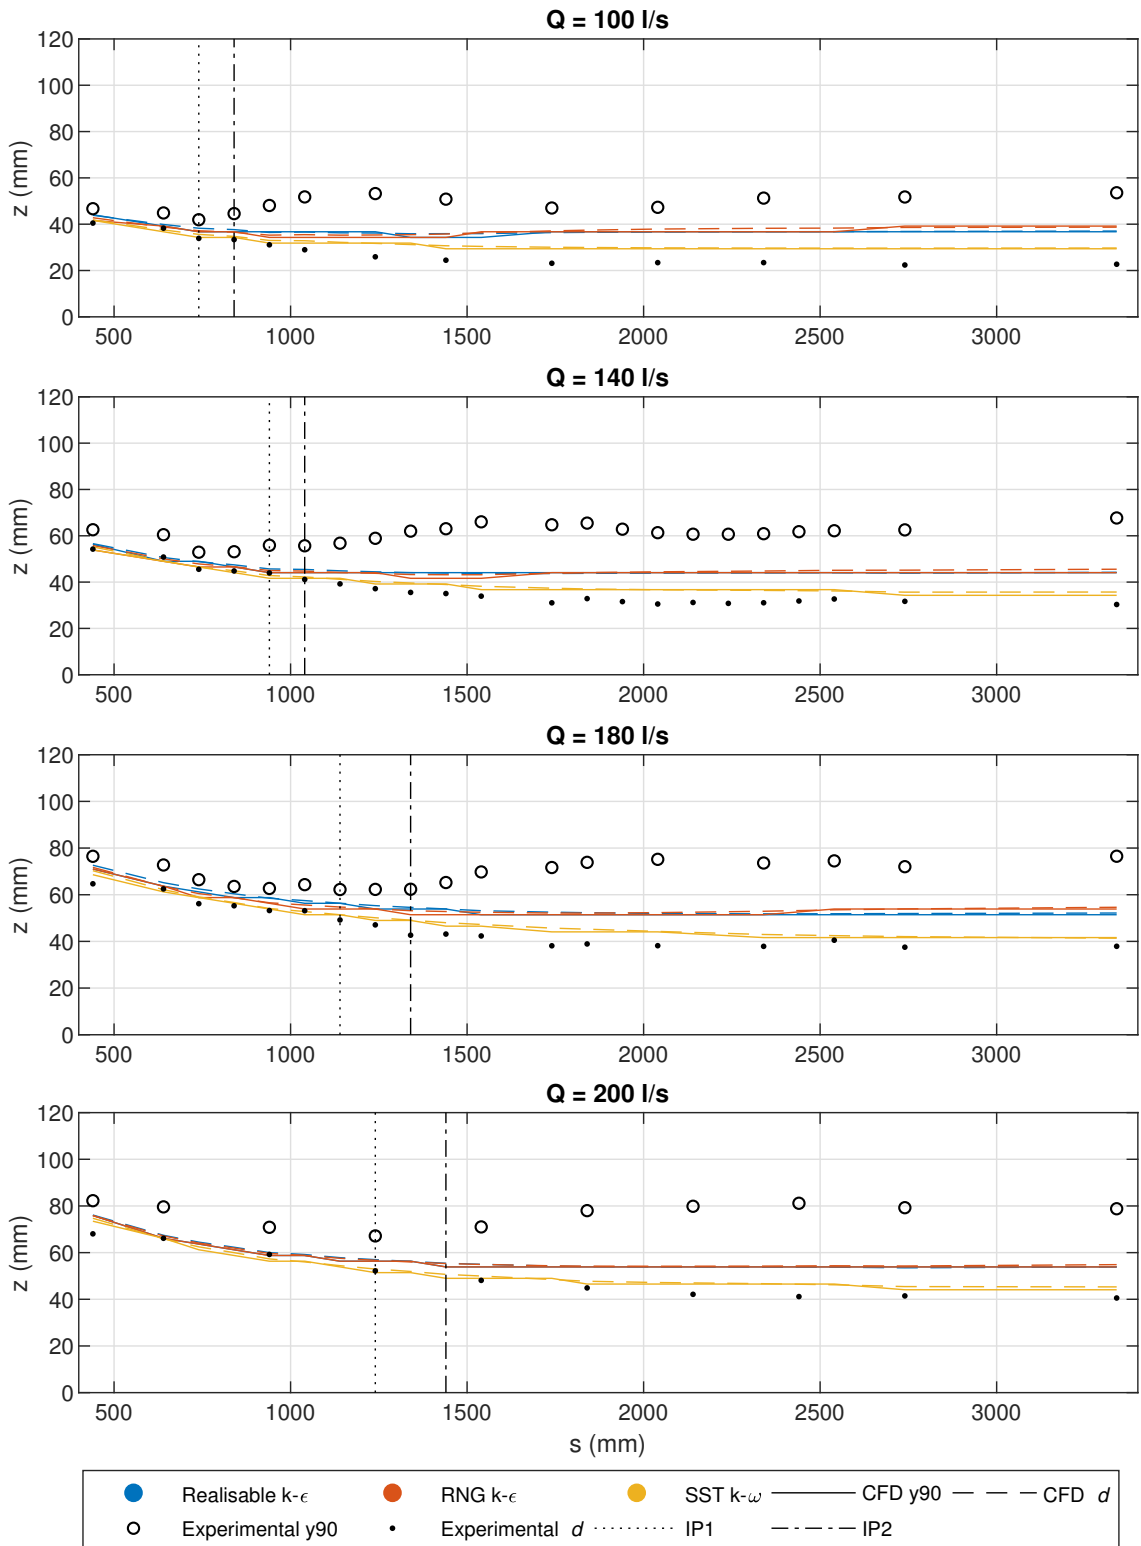 Q = 100 l/s
120
100
80
60
40
20
0
z (mm)
500 1000 1500 2000 2500 3000
Q = 140 l/s
120
100
80
60
40
20
0
z (mm)
500 1000 1500 2000 2500 3000
Q = 180 l/s
120
100
80
60
40
20
0
z (mm)
500 1000 1500 2000 2500 3000
Q = 200 l/s
120
100
80
60
40
20
0
z (mm)
500 1000 1500 2000 2500 3000
s (mm)
Realisable k-ϵ RNG k-ϵ SST k-ω CFD y90 CFD d
Experimental y90 Experimental d IP1 IP2